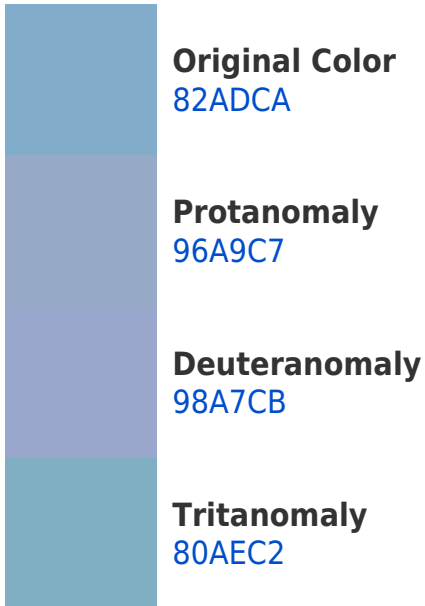 Original Color
82ADCA
Protanomaly
96A9C7
Deuteranomaly
98A7CB
Tritanomaly
80AEC2